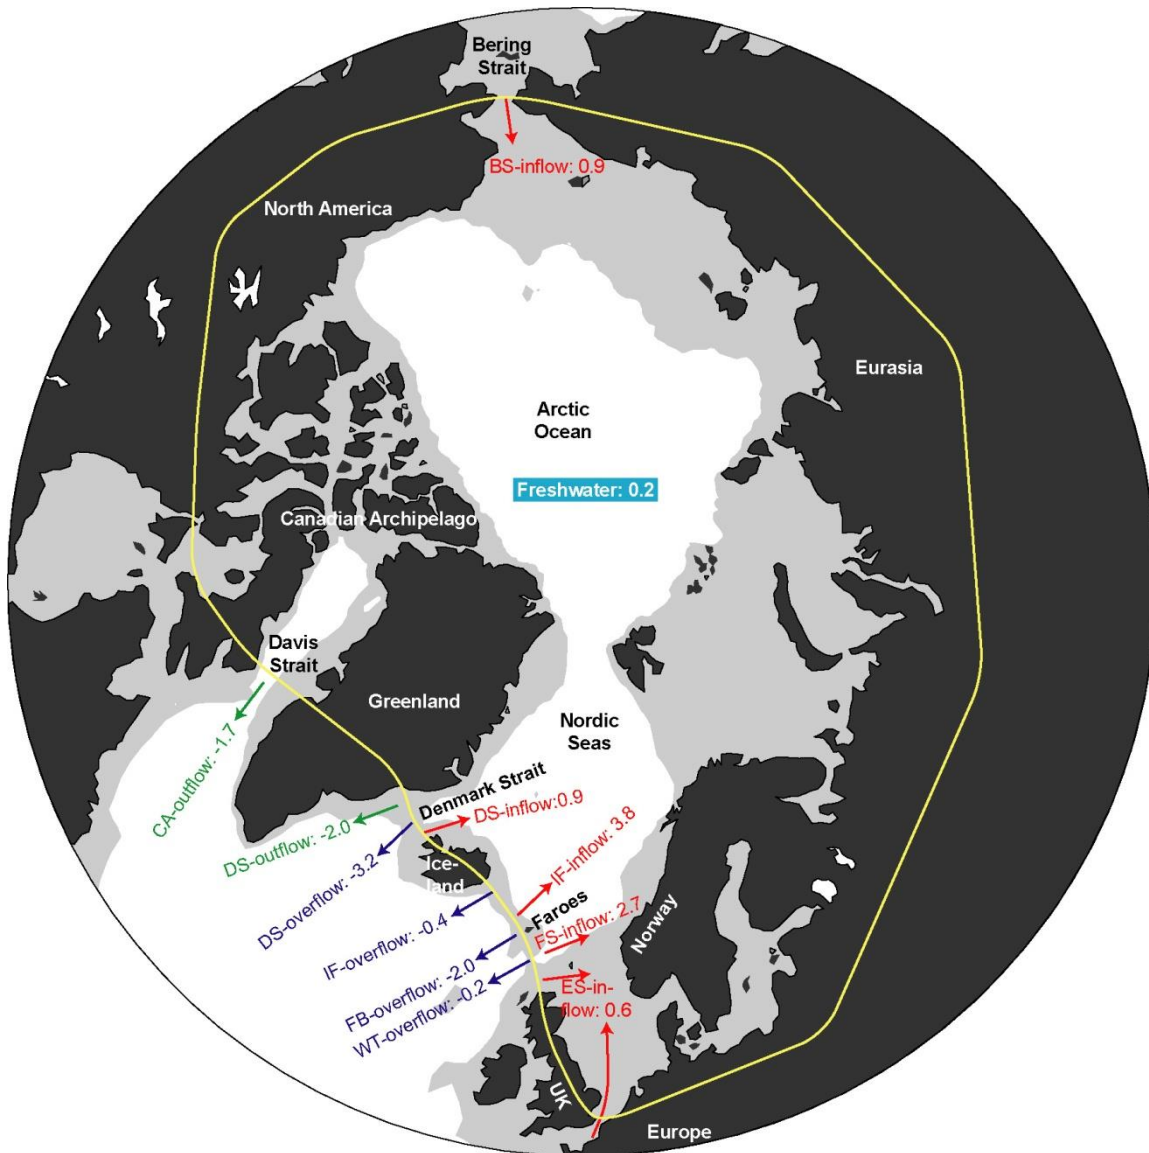 Bering
Strait
BS-inflow: 0.9
North America
Eurasia
Arctic
Ocean
Freshwater: 0.2
Canadian Archipelago
Davis
Strait
Greenland
Nordic
Seas
CA-outflow: -1.7
Denmark Strait
DS-inflow:0.9
DS-outflow: -2.0
IF-inflow: 3.8
DS-overflow: -3.2
Ice-
land
Faroes
FS-inflow: 2.7
Norway
IF-overflow: -0.4
FB-overflow: -2.0
WT-overflow: -0.2
ES-in-
flow: 0.6
UK
Europe